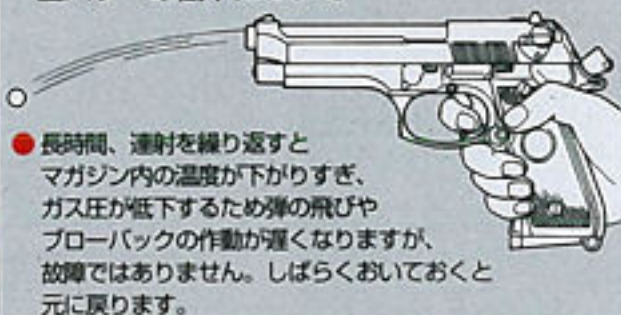 ● 長時間、連射を繰り返すと
マガジン内の温度が下がりすぎ、
ガス圧が低下するため弾の飛びや
ブローバックの作動が遅くなりますが、
故障ではありません。しばらくおいておくと
元に戻ります。